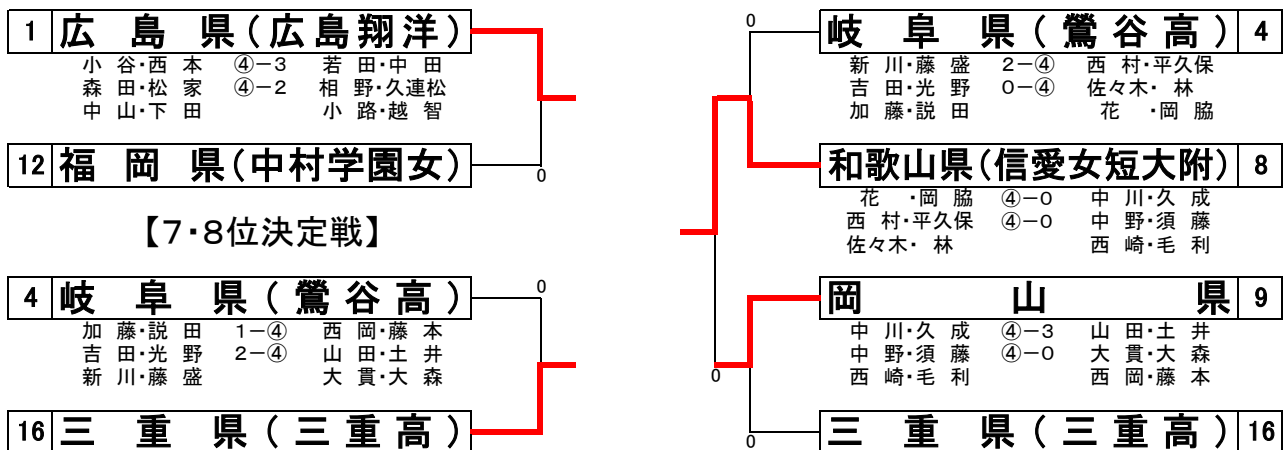 1 広島県(広島翔洋)
小谷・西本 ④-3 若田・中田
森田・松家 ④-2 相野・久連松
中山・下田 小路・越智
12 福岡県(中村学園女)
0
【7・8位決定戦】
4 岐阜県(鶯谷高)
0
加藤・説田 1-④ 西岡・藤本
吉田・光野 2-④ 山田・土井
新川・藤盛 大貫・大森
16 三重県(三重高)
0
岐阜県(鶯谷高) 4
新川・藤盛 2-④ 西村・平久保
吉田・光野 0-④ 佐々木・林
加藤・説田 花・岡脇
和歌山県(信愛女短大附) 8
花・岡脇 ④-0 中川・久成
西村・平久保 ④-0 中野・須藤
佐々木・林 西崎・毛利
岡山県 9
中川・久成 ④-3 山田・土井
中野・須藤 ④-0 大貫・大森
西崎・毛利 西岡・藤本
0
0
三重県(三重高) 16